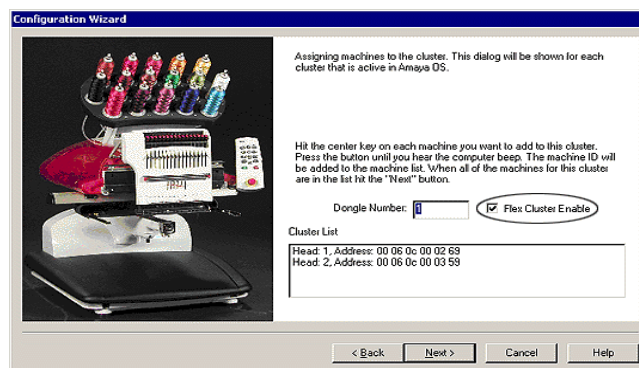 Configuration Wizard
Assigning machines to the cluster. This dialog will be shown for each
cluster that is active in Amaya OS.
Hit the center key on each machine you want to add to this cluster.
Press the button until you hear the computer beep. The machine ID will
be added to the machine list. When all of the machines for this cluster
are in the list hit the "Next" button.
Dongle Number: 1 Flex Cluster Enable
Cluster List
Head: 1, Address: 00 06 0c 00 02 69
Head: 2, Address: 00 06 0c 00 03 59
< Back Next > Cancel Help